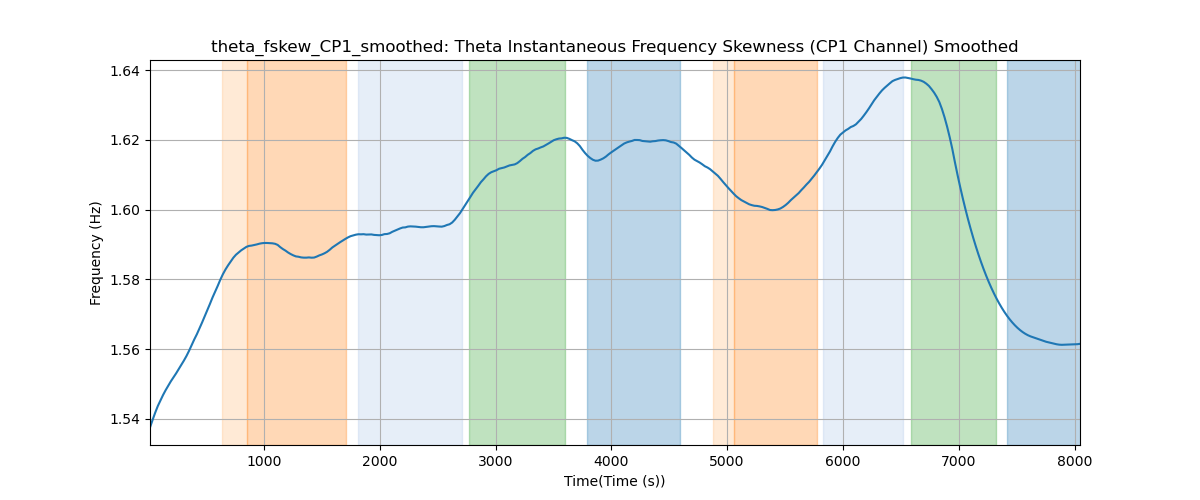 theta_fskew_CP1_smoothed: Theta Instantaneous Frequency Skewness (CP1 Channel) Smoothed
Frequency (Hz)
1.64
1.62
1.60
1.58
1.56
1.54
1000 2000 3000 4000 5000 6000 7000 8000
Time(Time (s))